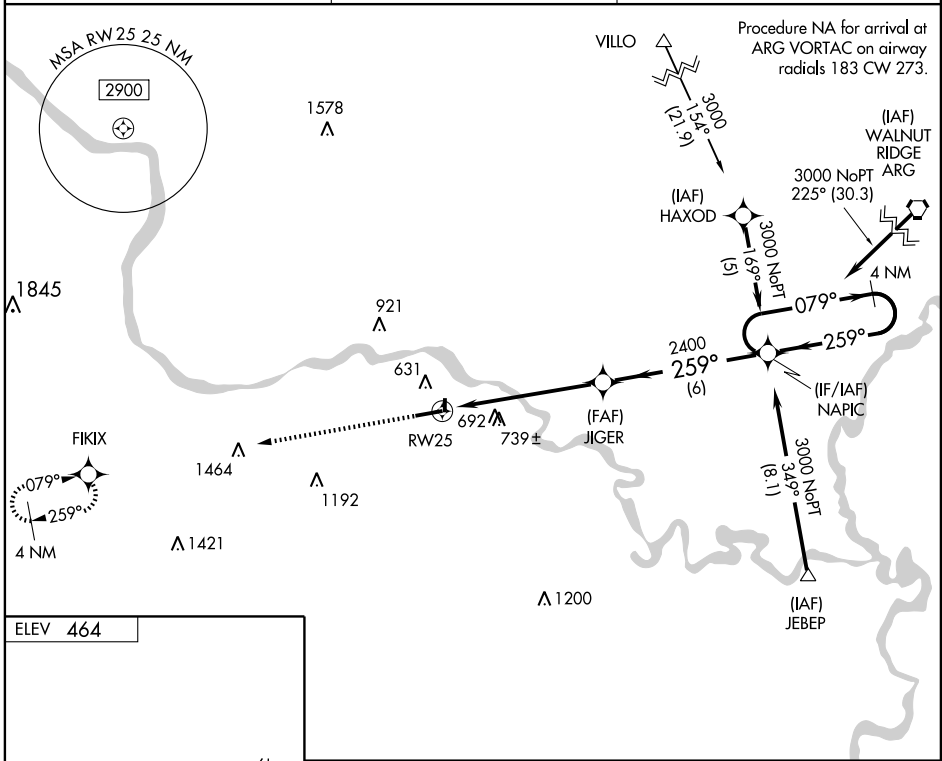 MSA RW25 25 NM
2900
1578
VILLO
3000
154°
(21.9)
Procedure NA for arrival at
ARG VORTAC on airway
radials 183 CW 273.
(IAF)
WALNUT
RIDGE
ARG
3000 NoPT
225° (30.3)
(IAF)
HAXOD
3000 NoPT
169°
(5)
4 NM
079°
259°
1845
921
2400
259°
(6)
631
(IF/IAF)
NAPIC
(FAF)
JIGER
692
739±
RW25
FIKIX
1464
079°
259°
4 NM
1192
1421
3000 NoPT
349°
(8.1)
1200
(IAF)
JEBEP
ELEV 464